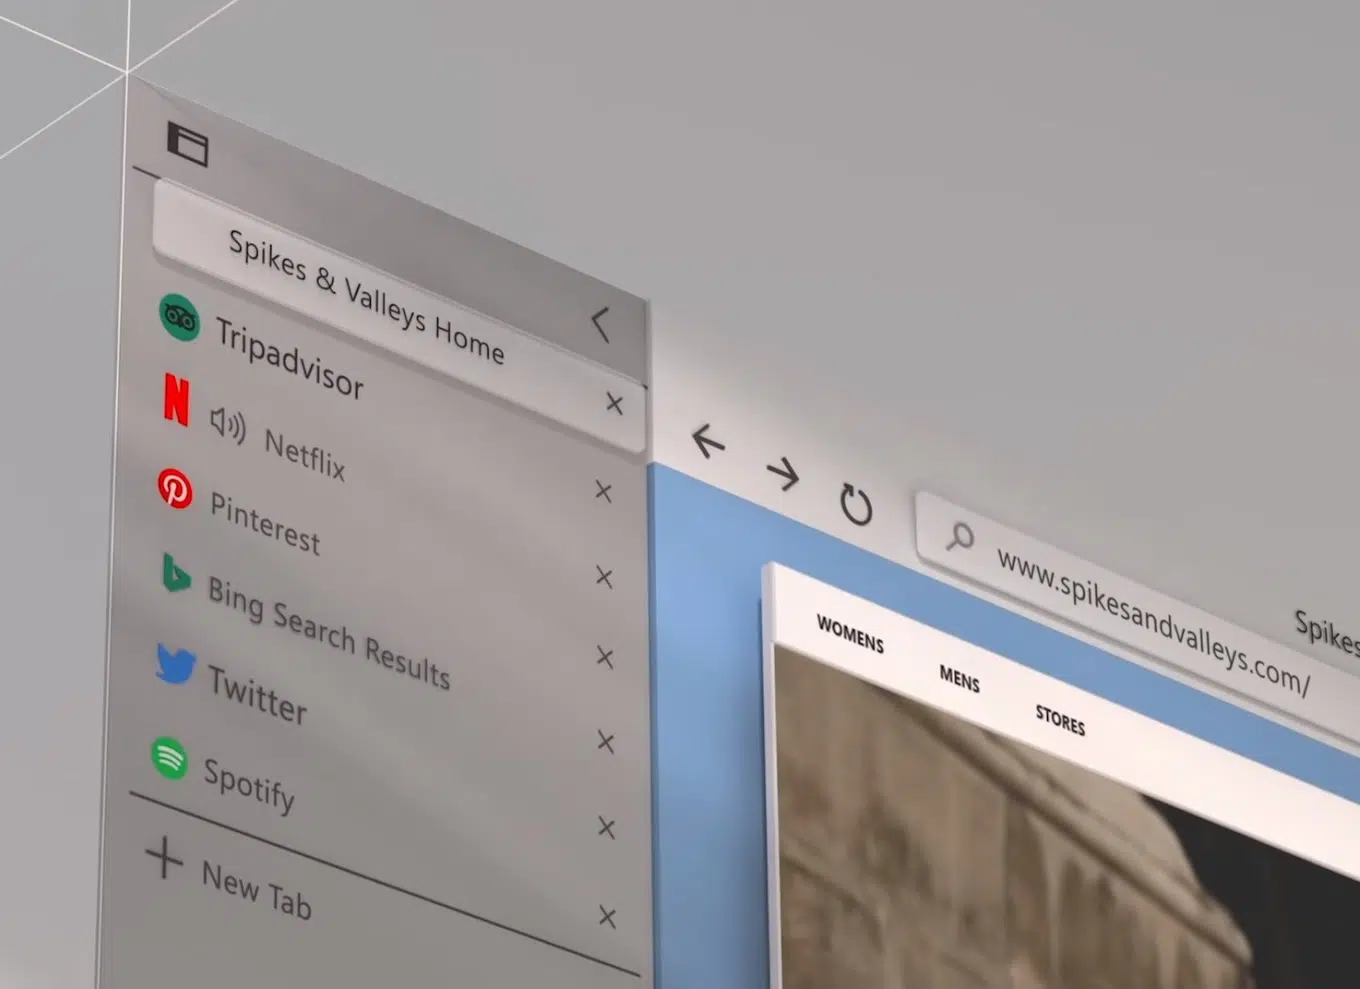 Spikes & Valleys Home
Tripadvisor
Netflix
Pinterest
Bing Search Results
Twitter
Spotify
New Tab
www.spikesandvalleys.com/
Spikes
WOMENS
MENS
STORES